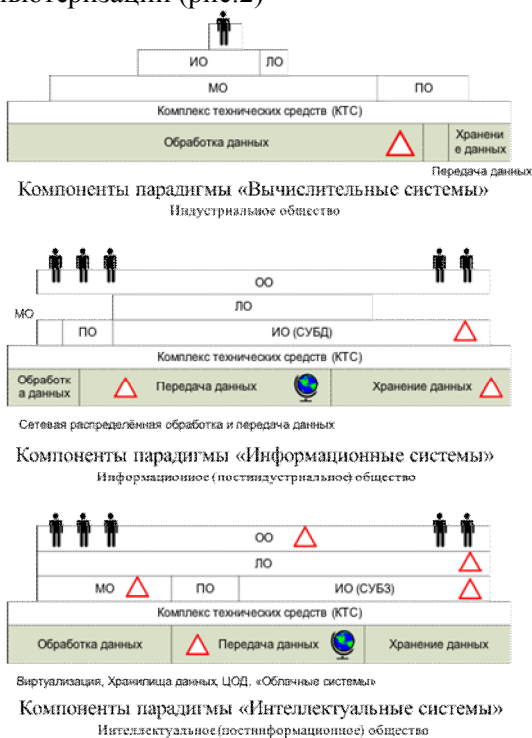 пьютеризации (рис.2)
ИО ЛО
МО ПО
Комплекс технических средств (КТС)
Обработка данных Хранени
е данных
Передача данных
Компоненты парадигмы «Вычислительные системы»
Индустриальное общество
ОО
ЛО
МО
ПО ИО (СУБД)
Комплекс технических средств (КТС)
Обработк
а данных Передача данных Хранение данных
Сетевая распределённая обработка и передача данных
Компоненты парадигмы «Информационные системы»
Информационное (постиндустриальное) общество
ОО
ЛО
МО ПО ИО (СУБЗ)
Комплекс технических средств (КТС)
Обработка данных Передача данных Хранение данных
Виртуализация, Хранилища данных, ЦОД, «Облачные системы»
Компоненты парадигмы «Интеллектуальные системы»
Интеллектуальное (постинформационное) общество